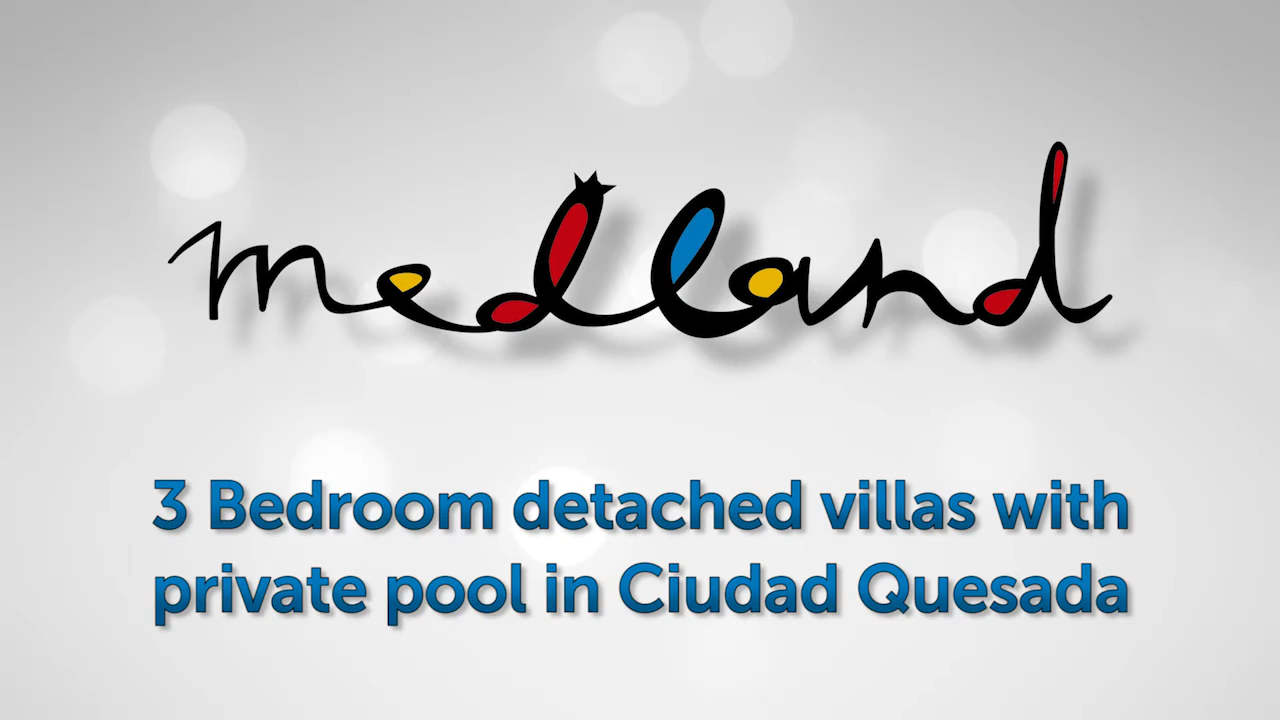 medland
3 Bedroom detached villas with
private pool in Ciudad Quesada